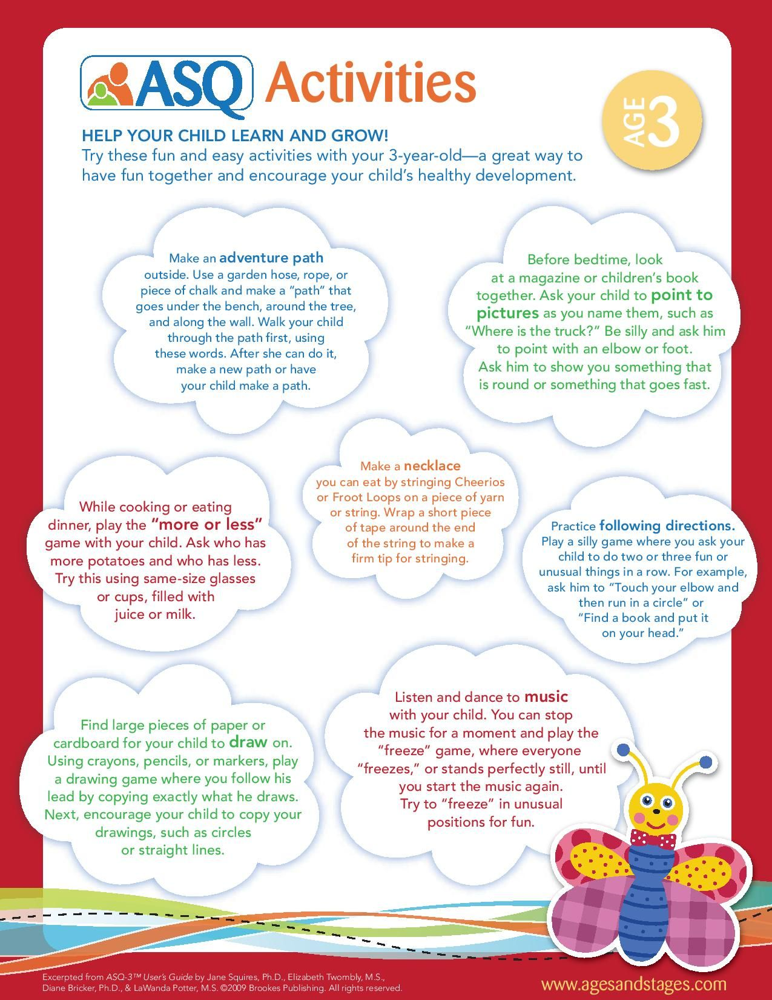 ASQ Activities
AGE 3
HELP YOUR CHILD LEARN AND GROW!
Try these fun and easy activities with your 3-year-old—a great way to
have fun together and encourage your child's healthy development.
Make an adventure path
outside. Use a garden hose, rope, or
piece of chalk and make a "path" that
goes under the bench, around the tree,
and along the wall. Walk your child
through the path first, using
these words. After she can do it,
make a new path or have
your child make a path.
Before bedtime, look
at a magazine or children's book
together. Ask your child to point to
pictures as you name them, such as
"Where is the truck?" Be silly and ask him
to point with an elbow or foot.
Ask him to show you something that
is round or something that goes fast.
Make a necklace
you can eat by stringing Cheerios
or Froot Loops on a piece of yarn
or string. Wrap a short piece
of tape around the end
of the string to make a
firm tip for stringing.
While cooking or eating
dinner, play the "more or less"
game with your child. Ask who has
more potatoes and who has less.
Try this using same-size glasses
or cups, filled with
juice or milk.
Practice following directions.
Play a silly game where you ask your
child to do two or three fun or
unusual things in a row. For example,
ask him to "Touch your elbow and
then run in a circle" or
"Find a book and put it
on your head."
Find large pieces of paper or
cardboard for your child to draw on.
Using crayons, pencils, or markers, play
a drawing game where you follow his
lead by copying exactly what he draws.
Next, encourage your child to copy your
drawings, such as circles
or straight lines.
Listen and dance to music
with your child. You can stop
the music for a moment and play the
"freeze" game, where everyone
"freezes," or stands perfectly still, until
you start the music again.
Try to "freeze" in unusual
positions for fun.
Excerpted from ASQ-3™ User's Guide by Jane Squires, Ph.D., Elizabeth Twombly, M.S.,
Diane Bricker, Ph.D., & LaWanda Potter, M.S. ©2009 Brookes Publishing. All rights reserved.
www.agesandstages.com